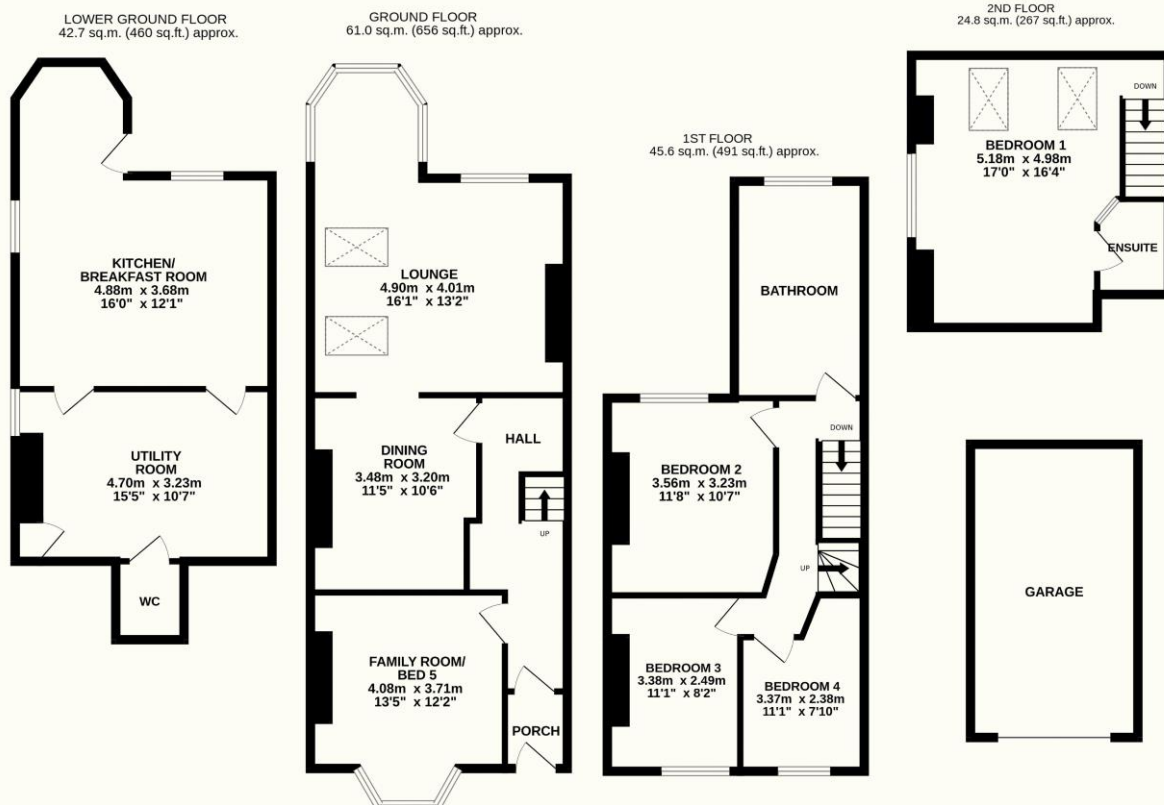 LOWER GROUND FLOOR
42.7 sq.m. (460 sq.ft.) approx.
KITCHEN/
BREAKFAST ROOM
4.88m x 3.68m
16'0" x 12'1"
UTILITY
ROOM
4.70m x 3.23m
15'5" x 10'7"
WC
GROUND FLOOR
61.0 sq.m. (656 sq.ft.) approx.
LOUNGE
4.90m x 4.01m
16'1" x 13'2"
DINING
ROOM
3.48m x 3.20m
11'5" x 10'6"
HALL
UP
FAMILY ROOM/
BED 5
4.08m x 3.71m
13'5" x 12'2"
PORCH
1ST FLOOR
45.6 sq.m. (491 sq.ft.) approx.
BATHROOM
DOWN
BEDROOM 2
3.56m x 3.23m
11'8" x 10'7"
UP
BEDROOM 3
3.38m x 2.49m
11'1" x 8'2"
BEDROOM 4
3.37m x 2.38m
11'1" x 7'10"
2ND FLOOR
24.8 sq.m. (267 sq.ft.) approx.
DOWN
BEDROOM 1
5.18m x 4.98m
17'0" x 16'4"
ENSUITE
GARAGE